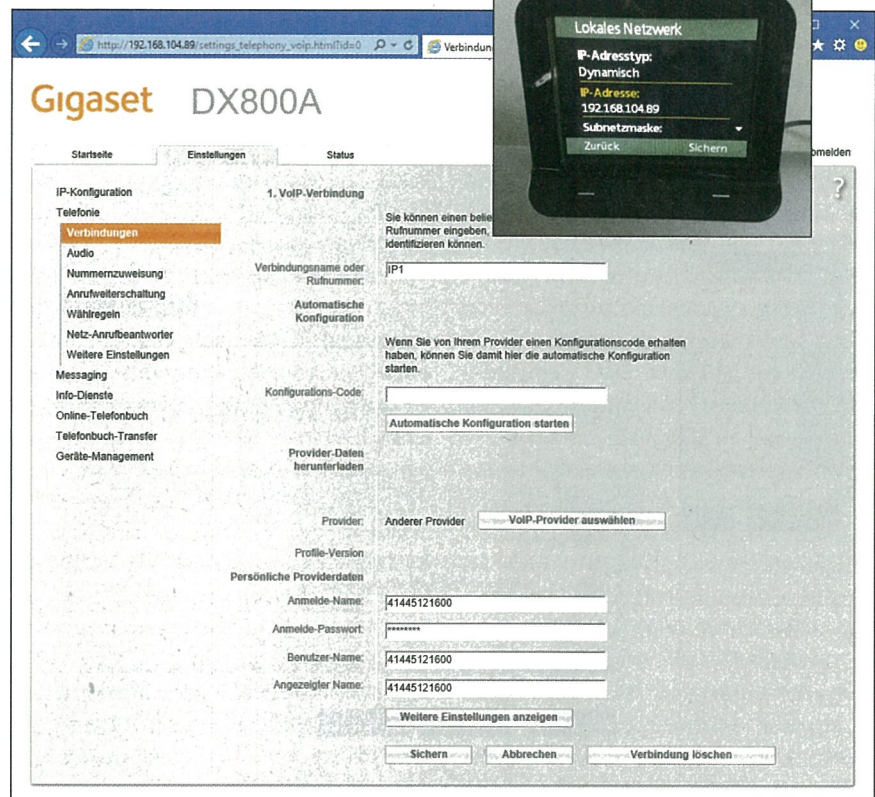 http://192.168.104.89/settings_telephony_voip.html?id=0
Verbindun
Lokales Netzwerk
IP-Adresstyp:
Dynamisch
IP-Adresse:
192.168.104.89
Subnetzmaske:
Zurück Sichern
Gigaset DX800A
Startseite Einstellungen Status bmelden
?
IP-Konfiguration
Telefonie
Verbindungen
Audio
Nummernzuweisung
Anrufweiterschaltung
Wählregeln
Netz-Anrufbeantworter
Weitere Einstellungen
Messaging
Info-Dienste
Online-Telefonbuch
Telefonbuch-Transfer
Geräte-Management
1. VoIP-Verbindung
Sie können einen belie
Rufnummer eingeben,
identifizieren können.
Verbindungsname oder
Rufnummer: IP1
Automatische
Konfiguration
Wenn Sie von Ihrem Provider einen Konfigurationscode erhalten
haben, können Sie damit hier die automatische Konfiguration
starten.
Konfigurations-Code:
Automatische Konfiguration starten
Provider-Daten
herunterladen
Provider: Anderer Provider VoIP-Provider auswählen
Profile-Version
Persönliche Providerdaten
Anmelde-Name: 41445121600
Anmelde-Passwort: ********
Benutzer-Name: 41445121600
Angezeigter Name: 41445121600
Weitere Einstellungen anzeigen
Sichern Abbrechen Verbindung löschen